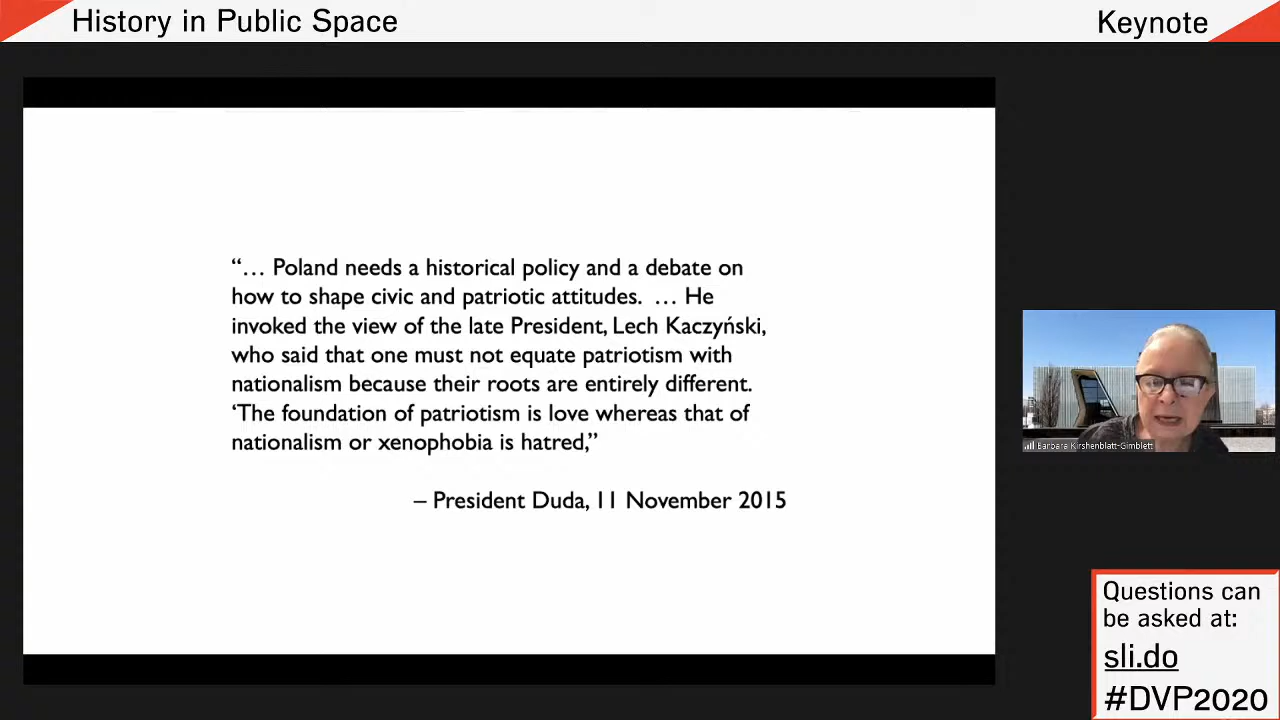 History in Public Space
Keynote
“… Poland needs a historical policy and a debate on
how to shape civic and patriotic attitudes.  … He
invoked the view of the late President, Lech Kaczyński,
who said that one must not equate patriotism with
nationalism because their roots are entirely different.
‘The foundation of patriotism is love whereas that of
nationalism or xenophobia is hatred,”
– President Duda, 11 November 2015
Barbara Kirshenblatt-Gimblett
Questions can
be asked at:
sli.do
#DVP2020